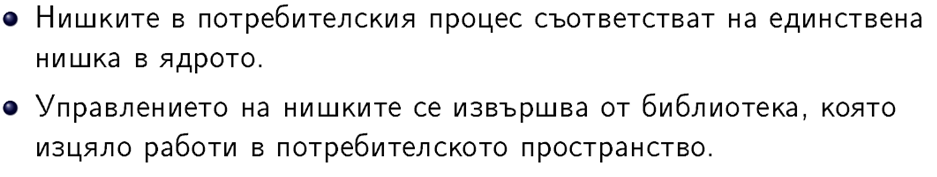 • Нишките в потребителския процес съответстват на единствена
нишка в ядрото.
• Управлението на нишките се извършва от библиотека, която
изцяло работи в потребителското пространство.